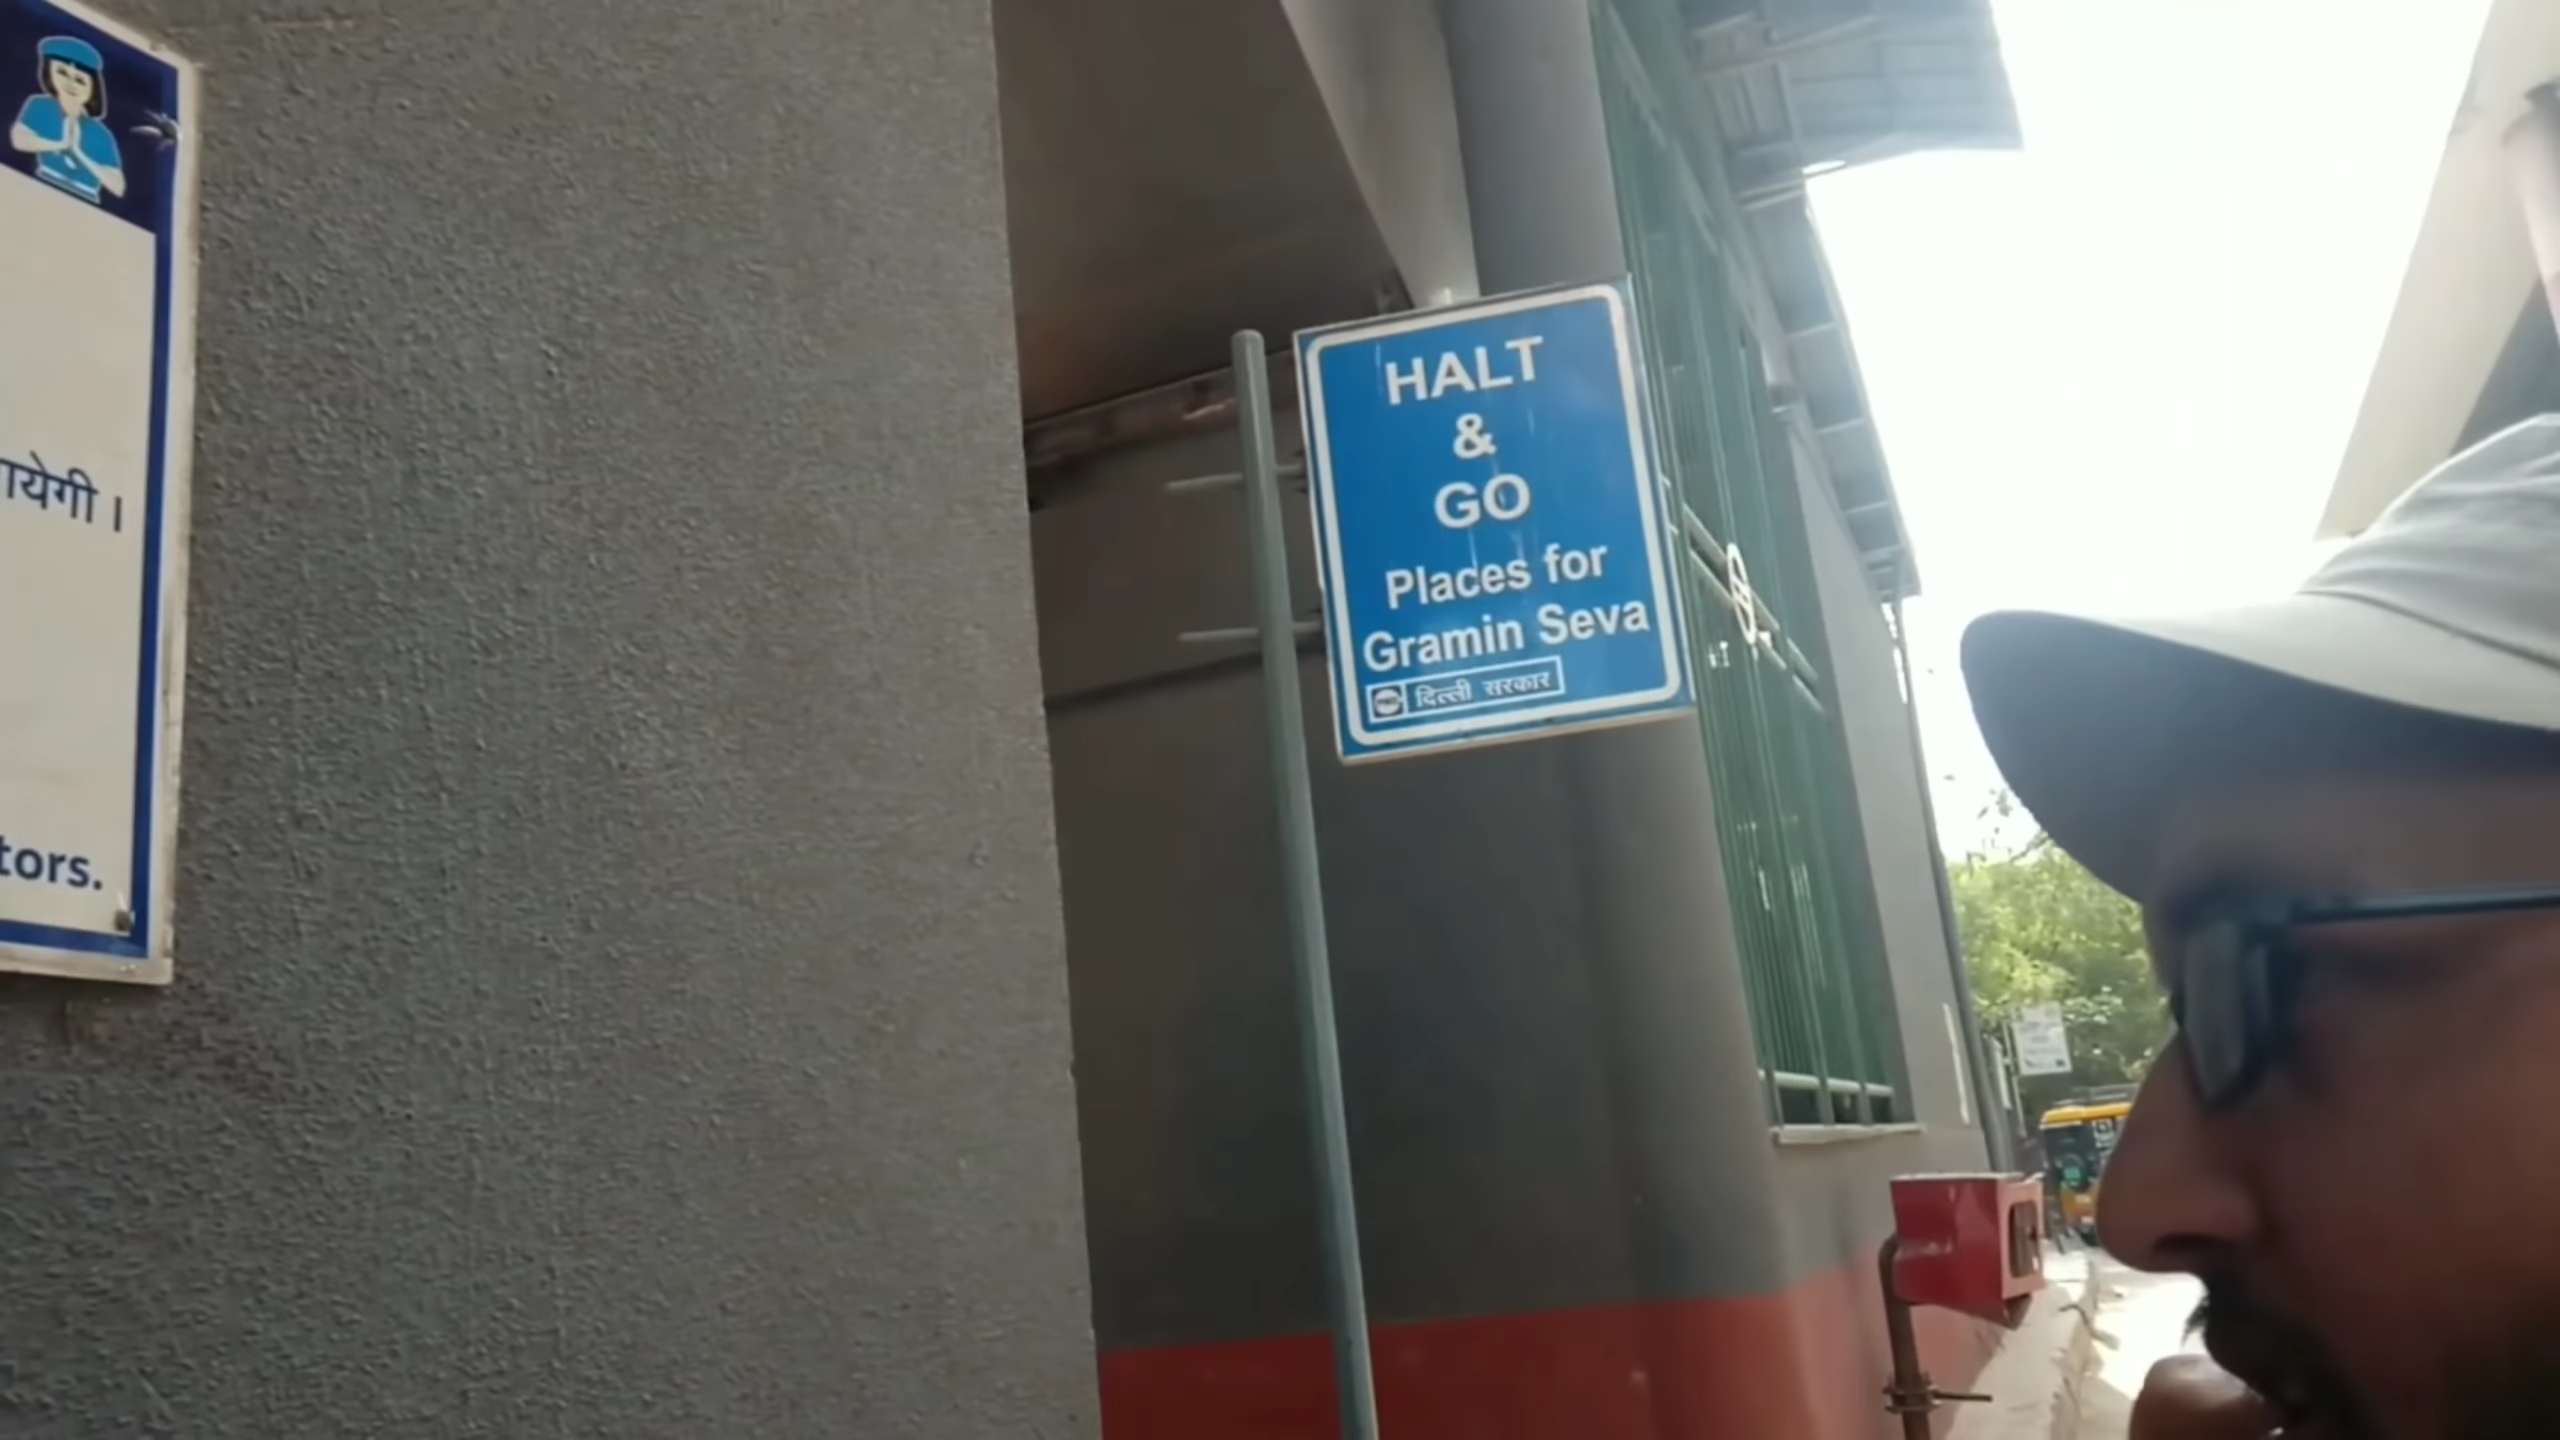 येगी ।
tors.
HALT
&
GO
Places for
Gramin Seva
दिल्ली सरकार